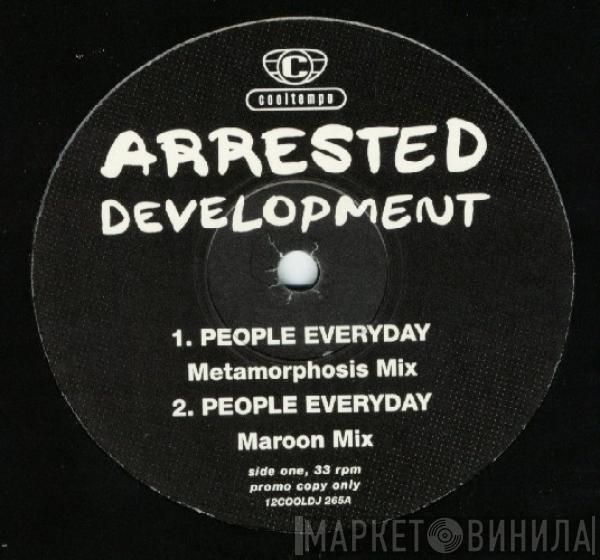 C
cooltempo
ARRESTED
DEVELOPMENT
1. PEOPLE EVERYDAY
Metamorphosis Mix
2. PEOPLE EVERYDAY
Maroon Mix
side one, 33 rpm
promo copy only
12COOLDJ 265A
МАРКЕТ ВИНИЛА